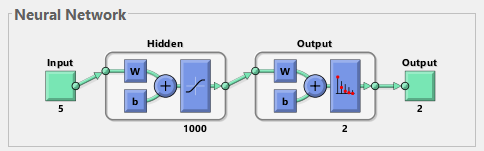 Neural Network
Hidden
Output
Input
W
b
+
W
b
+
Output
5
1000
2
2